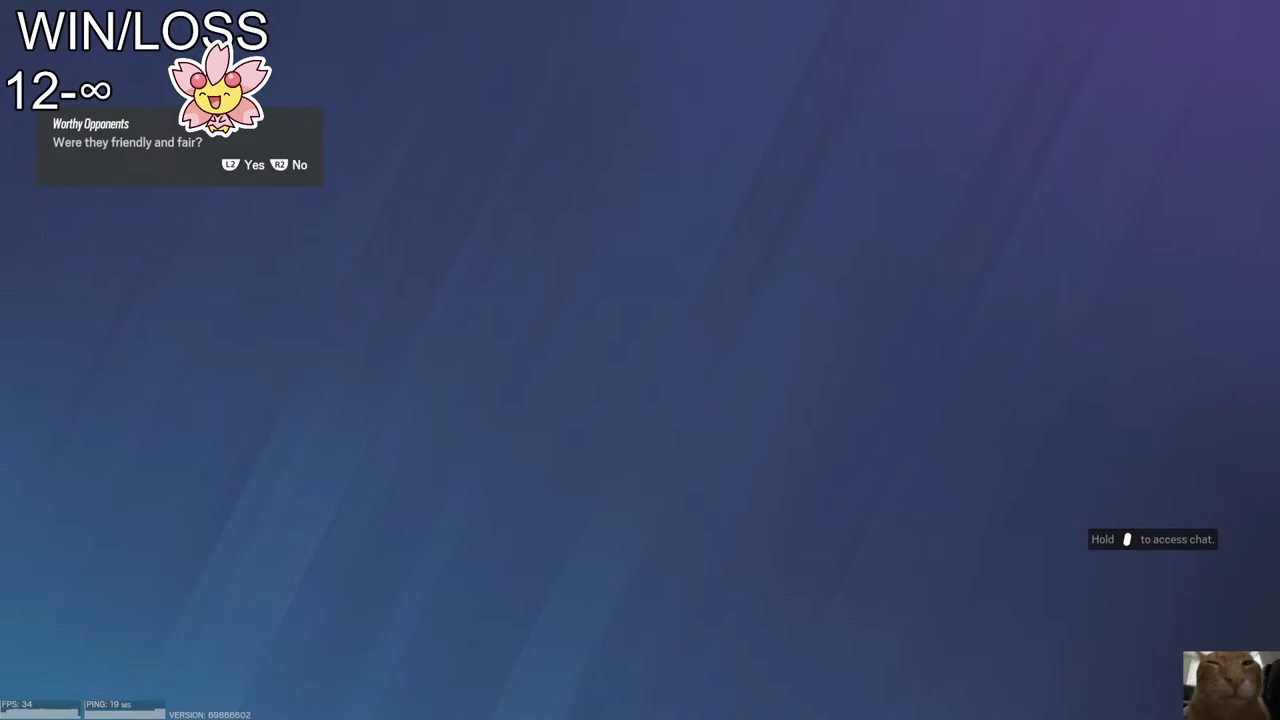 WIN/LOSS
12-∞
Worthy Opponents
Were they friendly and fair?
L2 Yes R2 No
Hold to access chat.
FPS: 34 PING: 19 MS VERSION: 69865602